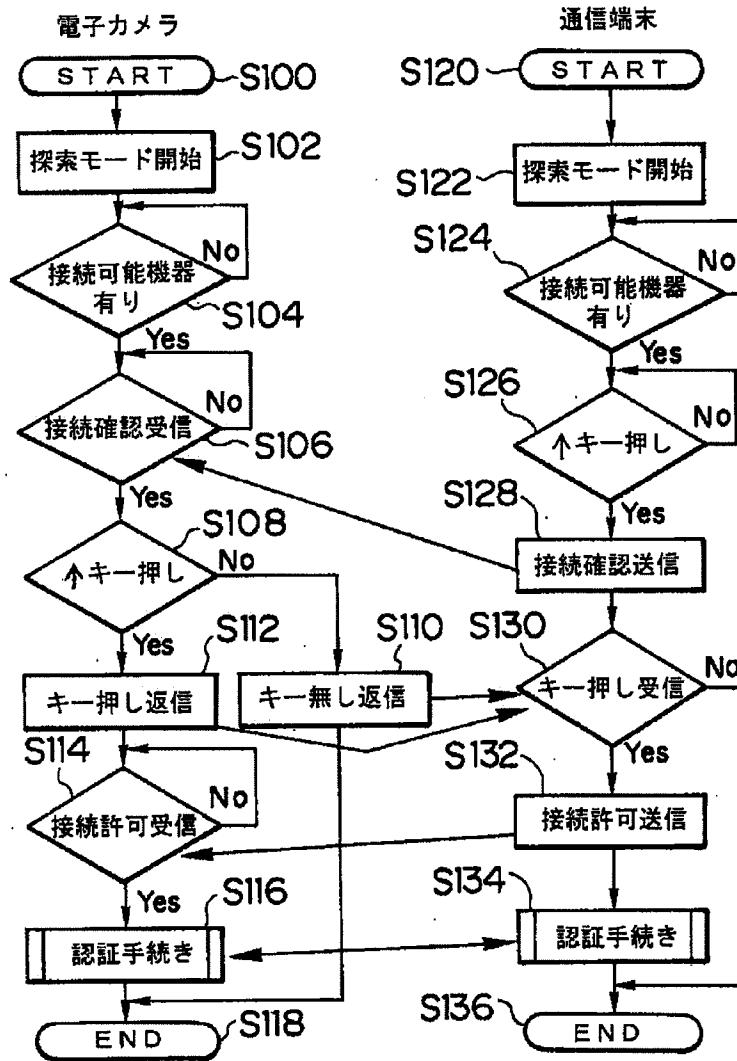 電子カメラ
START
S100
探索モード開始
S102
接続可能機器
有り
No
S104
Yes
接続確認受信
No
S106
Yes
↑キー押し
S108
No
Yes
キー押し返信
S112
キー無し返信
S110
接続許可受信
S114
No
Yes
認証手続き
S116
END
S118
通信端末
S120
START
S122
探索モード開始
S124
接続可能機器
有り
No
Yes
S126
↑キー押し
No
Yes
S128
接続確認送信
S130
キー押し受信
No
Yes
S132
接続許可送信
S134
認証手続き
S136
END